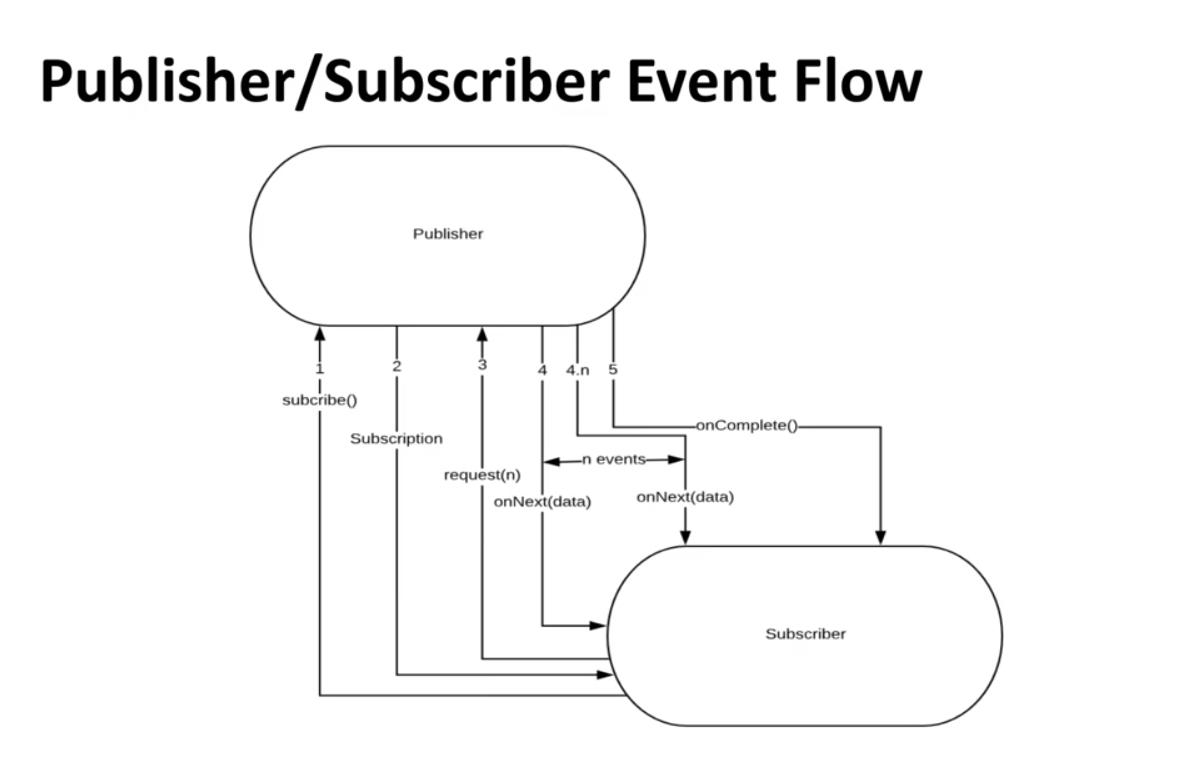 Publisher/Subscriber Event Flow
Publisher
1
2
3
4
4.n
5
subcribe()
onComplete()
Subscription
n events
request(n)
onNext(data)
onNext(data)
Subscriber